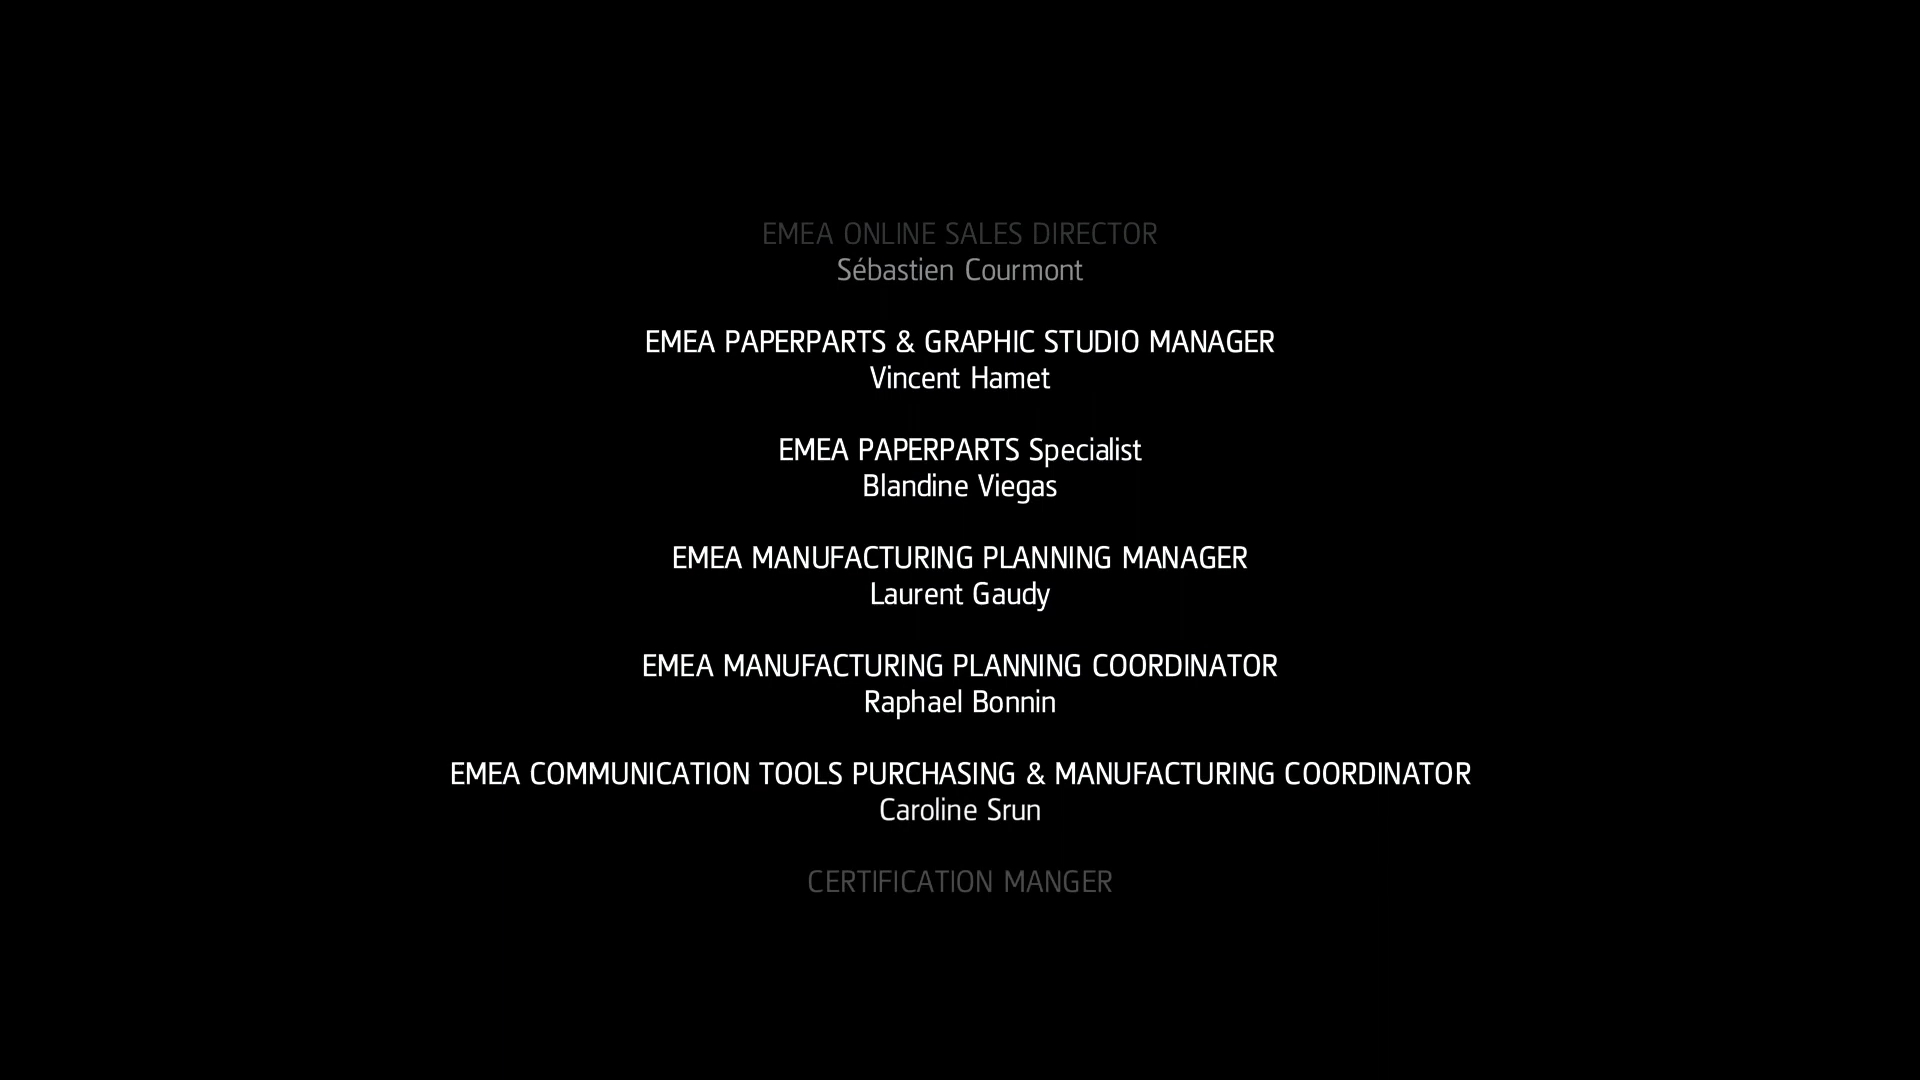 EMEA ONLINE SALES DIRECTOR
Sébastien Courmont
EMEA PAPERPARTS & GRAPHIC STUDIO MANAGER
Vincent Hamet
EMEA PAPERPARTS Specialist
Blandine Viegas
EMEA MANUFACTURING PLANNING MANAGER
Laurent Gaudy
EMEA MANUFACTURING PLANNING COORDINATOR
Raphael Bonnin
EMEA COMMUNICATION TOOLS PURCHASING & MANUFACTURING COORDINATOR
Caroline Srun
CERTIFICATION MANGER